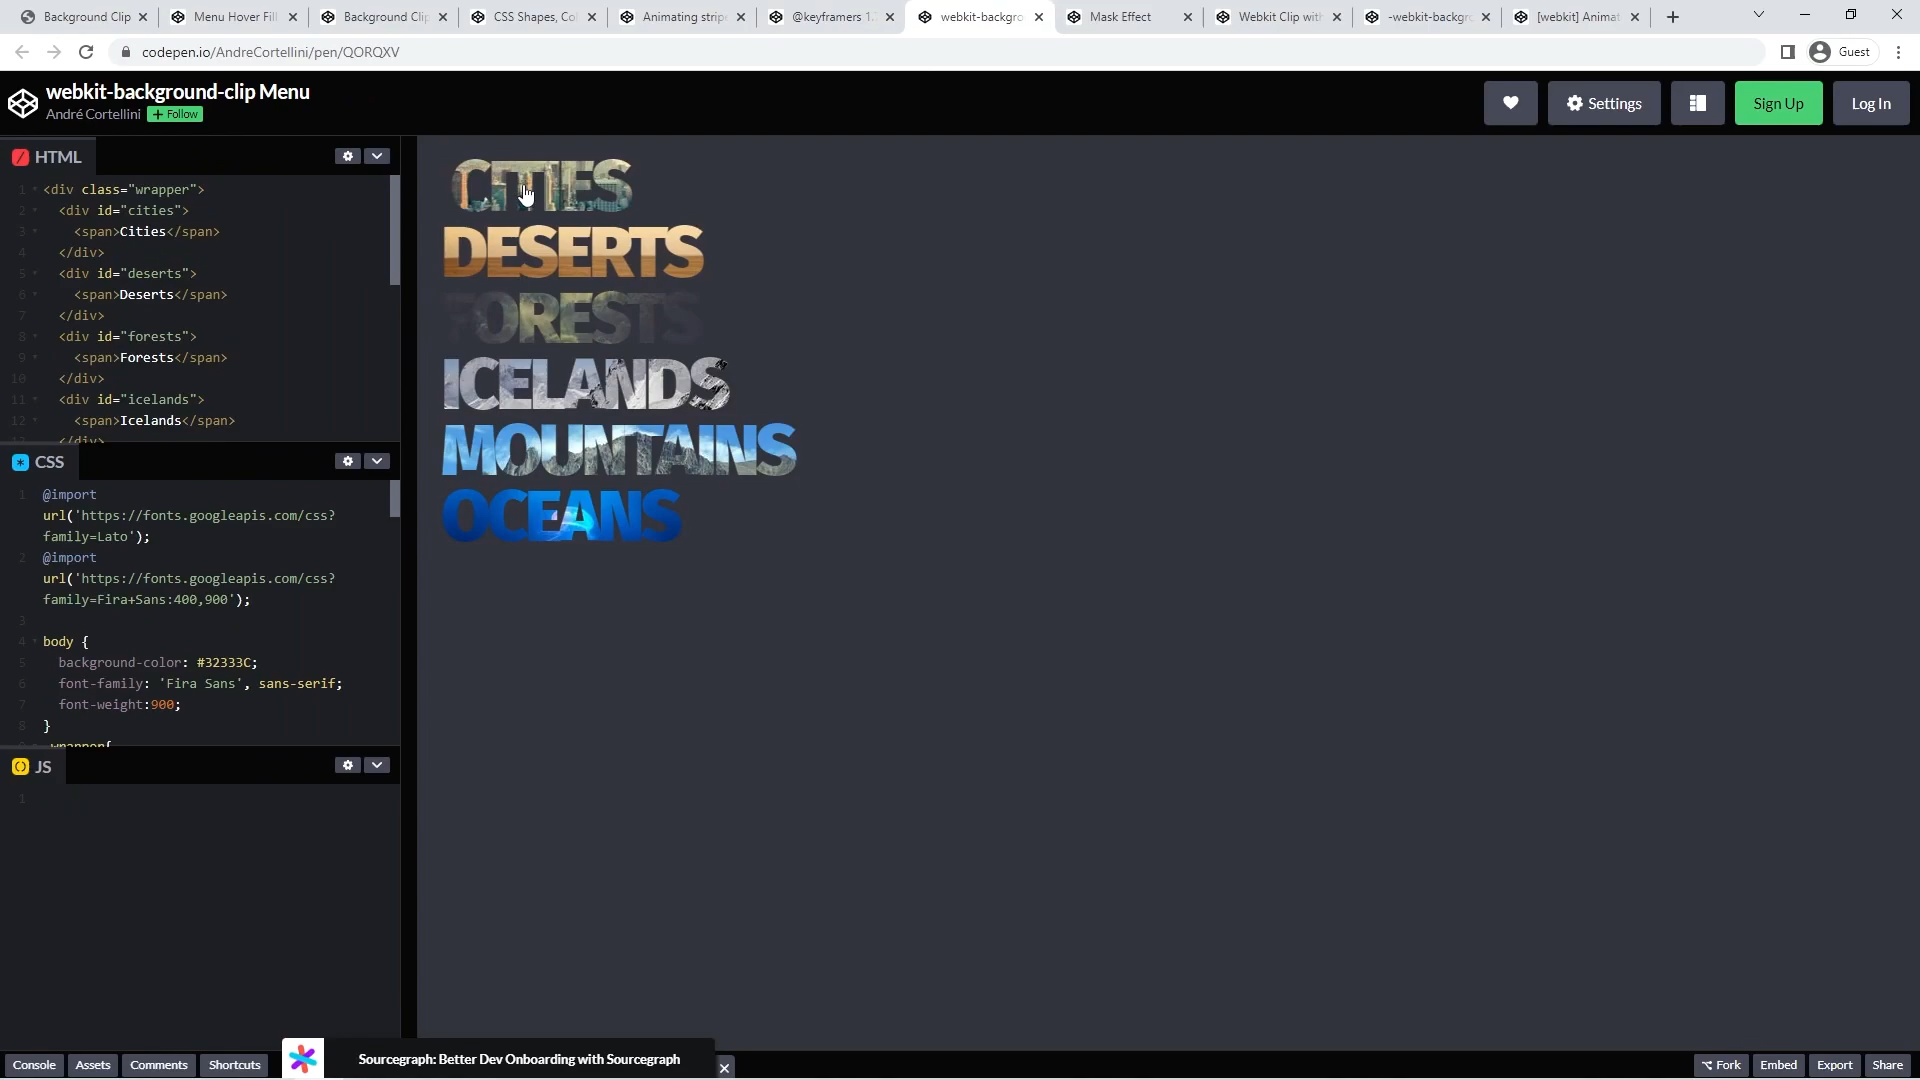 Background Clip
Menu Hover Fill
Background Clip
CSS Shapes, Co
Animating strip
@keyframers 1.
webkit-backgro
Mask Effect
Webkit Clip with
-webkit-backgr
[webkit] Animat
codepen.io/AndreCortellini/pen/QORQXV
Guest
webkit-background-clip Menu
André Cortellini
+ Follow
Settings
Sign Up
Log In
HTML
1 <div class="wrapper">
2 <div id="cities">
3 <span>Cities</span>
4 </div>
5 <div id="deserts">
6 <span>Deserts</span>
7 </div>
8 <div id="forests">
9 <span>Forests</span>
10 </div>
11 <div id="icelands">
12 <span>Icelands</span>
</div>
CSS
1 @import
url('https://fonts.googleapis.com/css?
family=Lato');
2 @import
url('https://fonts.googleapis.com/css?
family=Fira+Sans:400,900');
3
4 body {
5 background-color: #32333C;
6 font-family: 'Fira Sans', sans-serif;
7 font-weight:900;
8 }
.wrapper{
JS
1
CITIES
DESERTS
FORESTS
ICELANDS
MOUNTAINS
OCEANS
Console
Assets
Comments
Shortcuts
Sourcegraph: Better Dev Onboarding with Sourcegraph
Fork
Embed
Export
Share